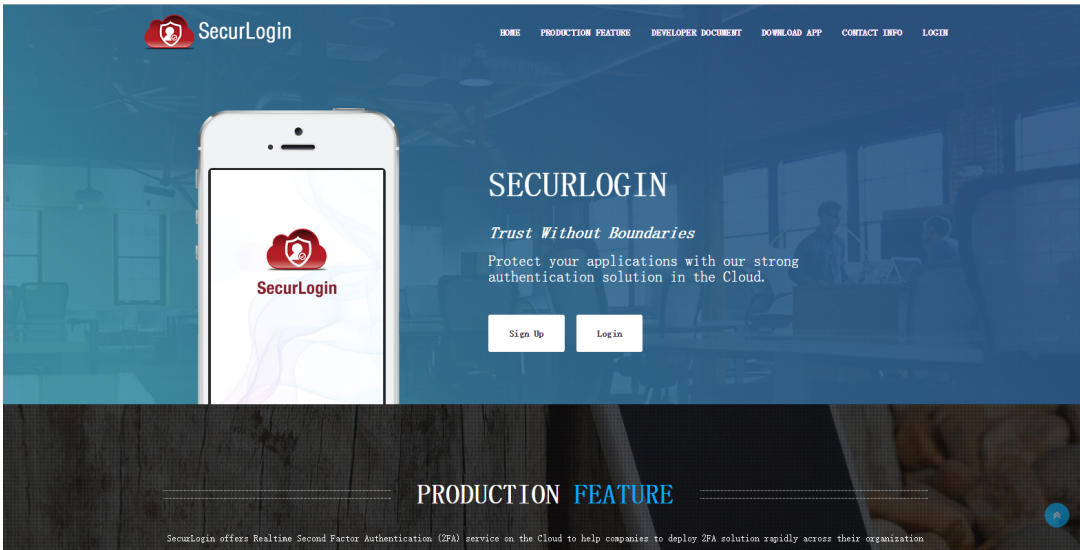 SecurLogin
HOME PRODUCTION FEATURE DEVELOPER DOCUMENT DOWNLOAD APP CONTACT INFO LOGIN
SecurLogin
SECURLOGIN
Trust Without Boundaries
Protect your applications with our strong
authentication solution in the Cloud.
Sign Up Login
PRODUCTION FEATURE
SecurLogin offers Realtime Second Factor Authentication (2FA) service on the Cloud to help companies to deploy 2FA solution rapidly across their organization